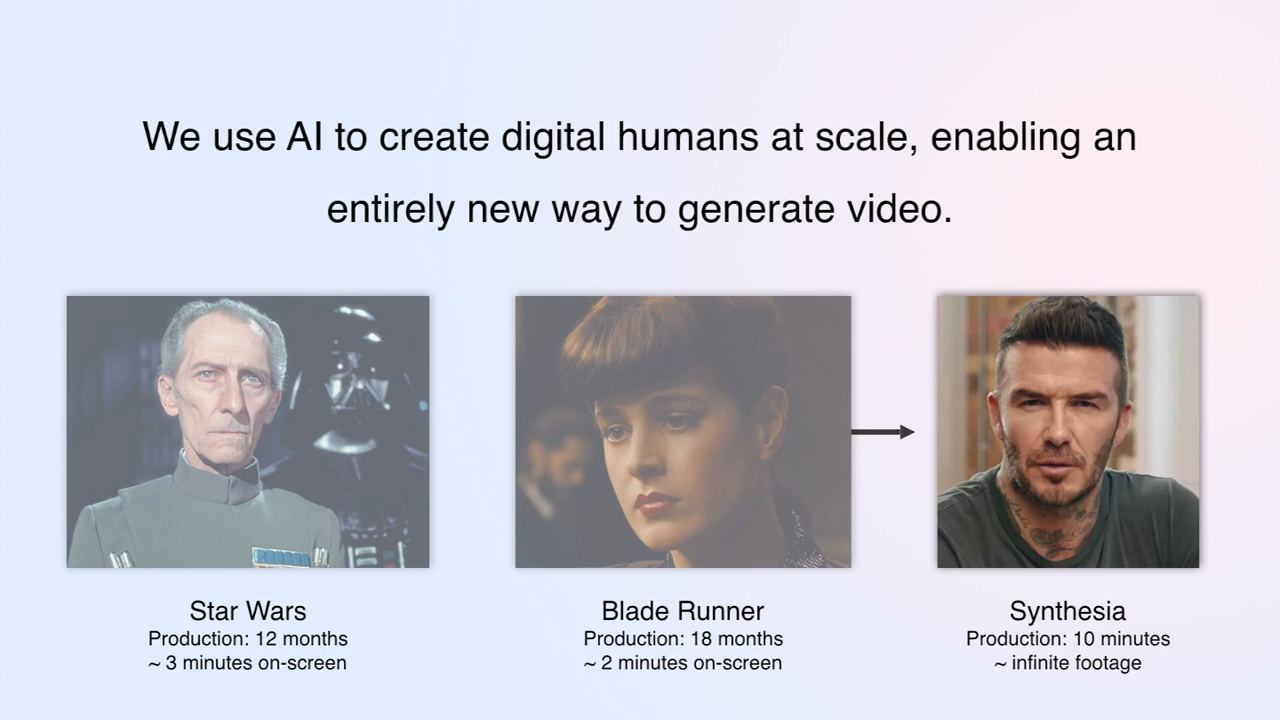 We use AI to create digital humans at scale, enabling an
entirely new way to generate video.
Star Wars
Production: 12 months
~ 3 minutes on-screen
Blade Runner
Production: 18 months
~ 2 minutes on-screen
Synthesia
Production: 10 minutes
~ infinite footage